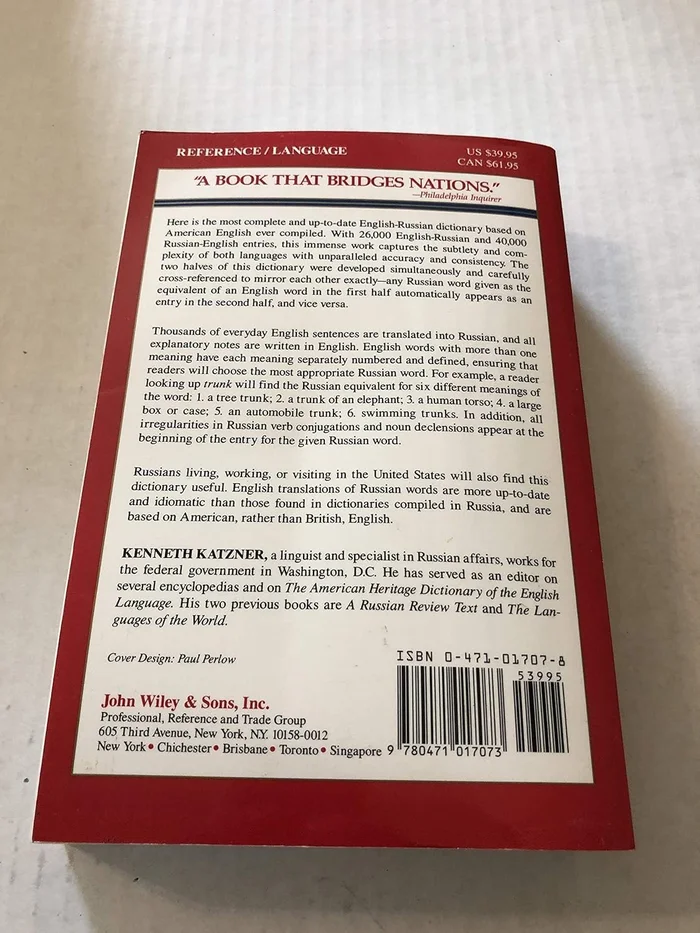 REFERENCE / LANGUAGE
US $39.95
CAN $61.95
"A BOOK THAT BRIDGES NATIONS."
—Philadelphia Inquirer
Here is the most complete and up-to-date English-Russian dictionary based on
American English ever compiled. With 26,000 English-Russian and 40,000
Russian-English entries, this immense work captures the subtlety and com-
plexity of both languages with unparalleled accuracy and consistency. The
two halves of this dictionary were developed simultaneously and carefully
cross-referenced to mirror each other exactly—any Russian word given as the
equivalent of an English word in the first half automatically appears as an
entry in the second half, and vice versa.
Thousands of everyday English sentences are translated into Russian, and all
explanatory notes are written in English. English words with more than one
meaning have each meaning separately numbered and defined, ensuring that
readers will choose the most appropriate Russian word. For example, a reader
looking up trunk will find the Russian equivalent for six different meanings of
the word: 1. a tree trunk; 2. a trunk of an elephant; 3. a human torso; 4. a large
box or case; 5. an automobile trunk; 6. swimming trunks. In addition, all
irregularities in Russian verb conjugations and noun declensions appear at the
beginning of the entry for the given Russian word.
Russians living, working, or visiting in the United States will also find this
dictionary useful. English translations of Russian words are more up-to-date
and idiomatic than those found in dictionaries compiled in Russia, and are
based on American, rather than British, English.
KENNETH KATZNER, a linguist and specialist in Russian affairs, works for
the federal government in Washington, D.C. He has served as an editor on
several encyclopedias and on The American Heritage Dictionary of the English
Language. His two previous books are A Russian Review Text and The Lan-
guages of the World.
Cover Design: Paul Perlow
ISBN 0-471-01707-8
53995
John Wiley & Sons, Inc.
Professional, Reference and Trade Group
605 Third Avenue, New York, N.Y. 10158-0012
New York • Chichester • Brisbane • Toronto • Singapore
9 780471 017073